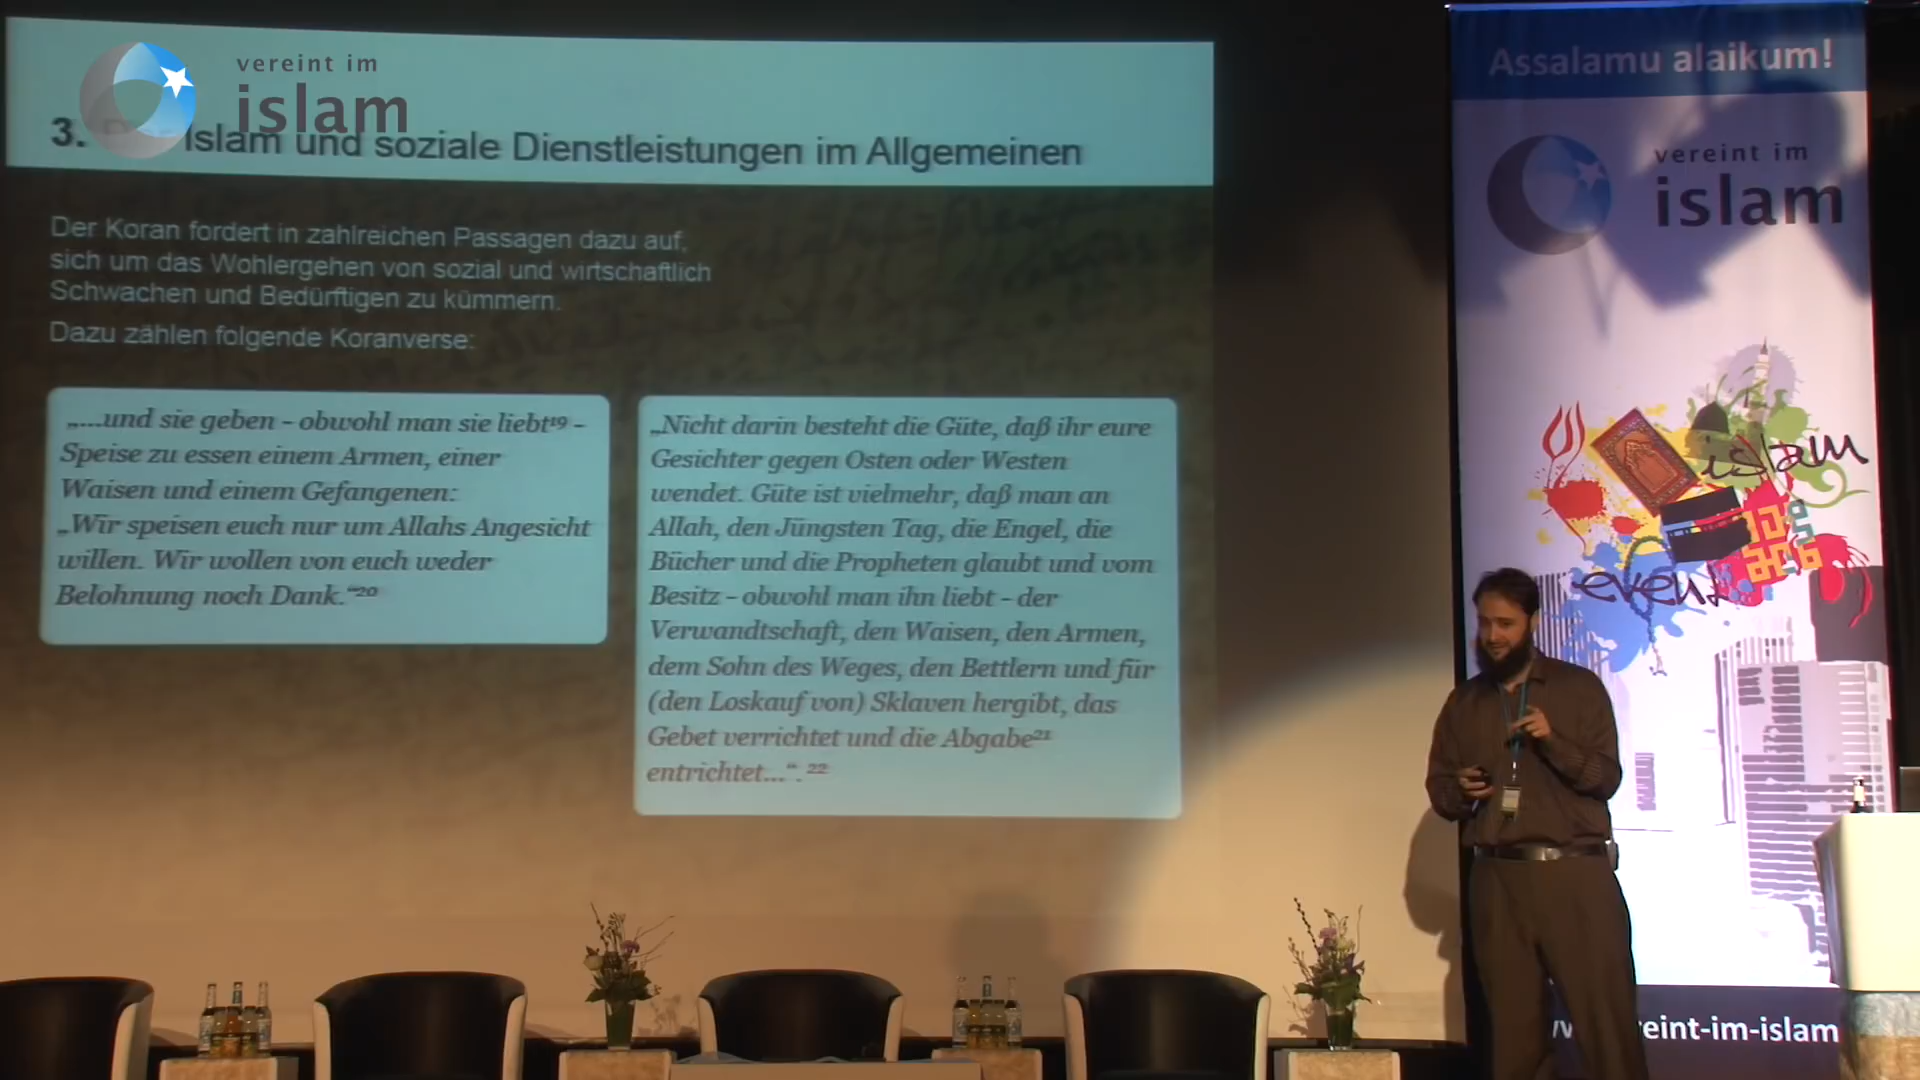 vereint im
islam
3. Der Islam und soziale Dienstleistungen im Allgemeinen
Der Koran fordert in zahlreichen Passagen dazu auf,
sich um das Wohlergehen von sozial und wirtschaftlich
Schwachen und Bedürftigen zu kümmern.
Dazu zählen folgende Koranverse:
„...und sie geben - obwohl man sie liebt¹⁹ -
Speise zu essen einem Armen, einer
Waisen und einem Gefangenen:
„Wir speisen euch nur um Allahs Angesicht
willen. Wir wollen von euch weder
Belohnung noch Dank.“²⁰
„Nicht darin besteht die Güte, daß ihr eure
Gesichter gegen Osten oder Westen
wendet. Güte ist vielmehr, daß man an
Allah, den Jüngsten Tag, die Engel, die
Bücher und die Propheten glaubt und vom
Besitz - obwohl man ihn liebt - der
Verwandtschaft, den Waisen, den Armen,
dem Sohn des Weges, den Bettlern und für
(den Loskauf von) Sklaven hergibt, das
Gebet verrichtet und die Abgabe²¹
entrichtet...“. ²²
Assalamu alaikum!
vereint im
islam
islam
event
reint-im-islam